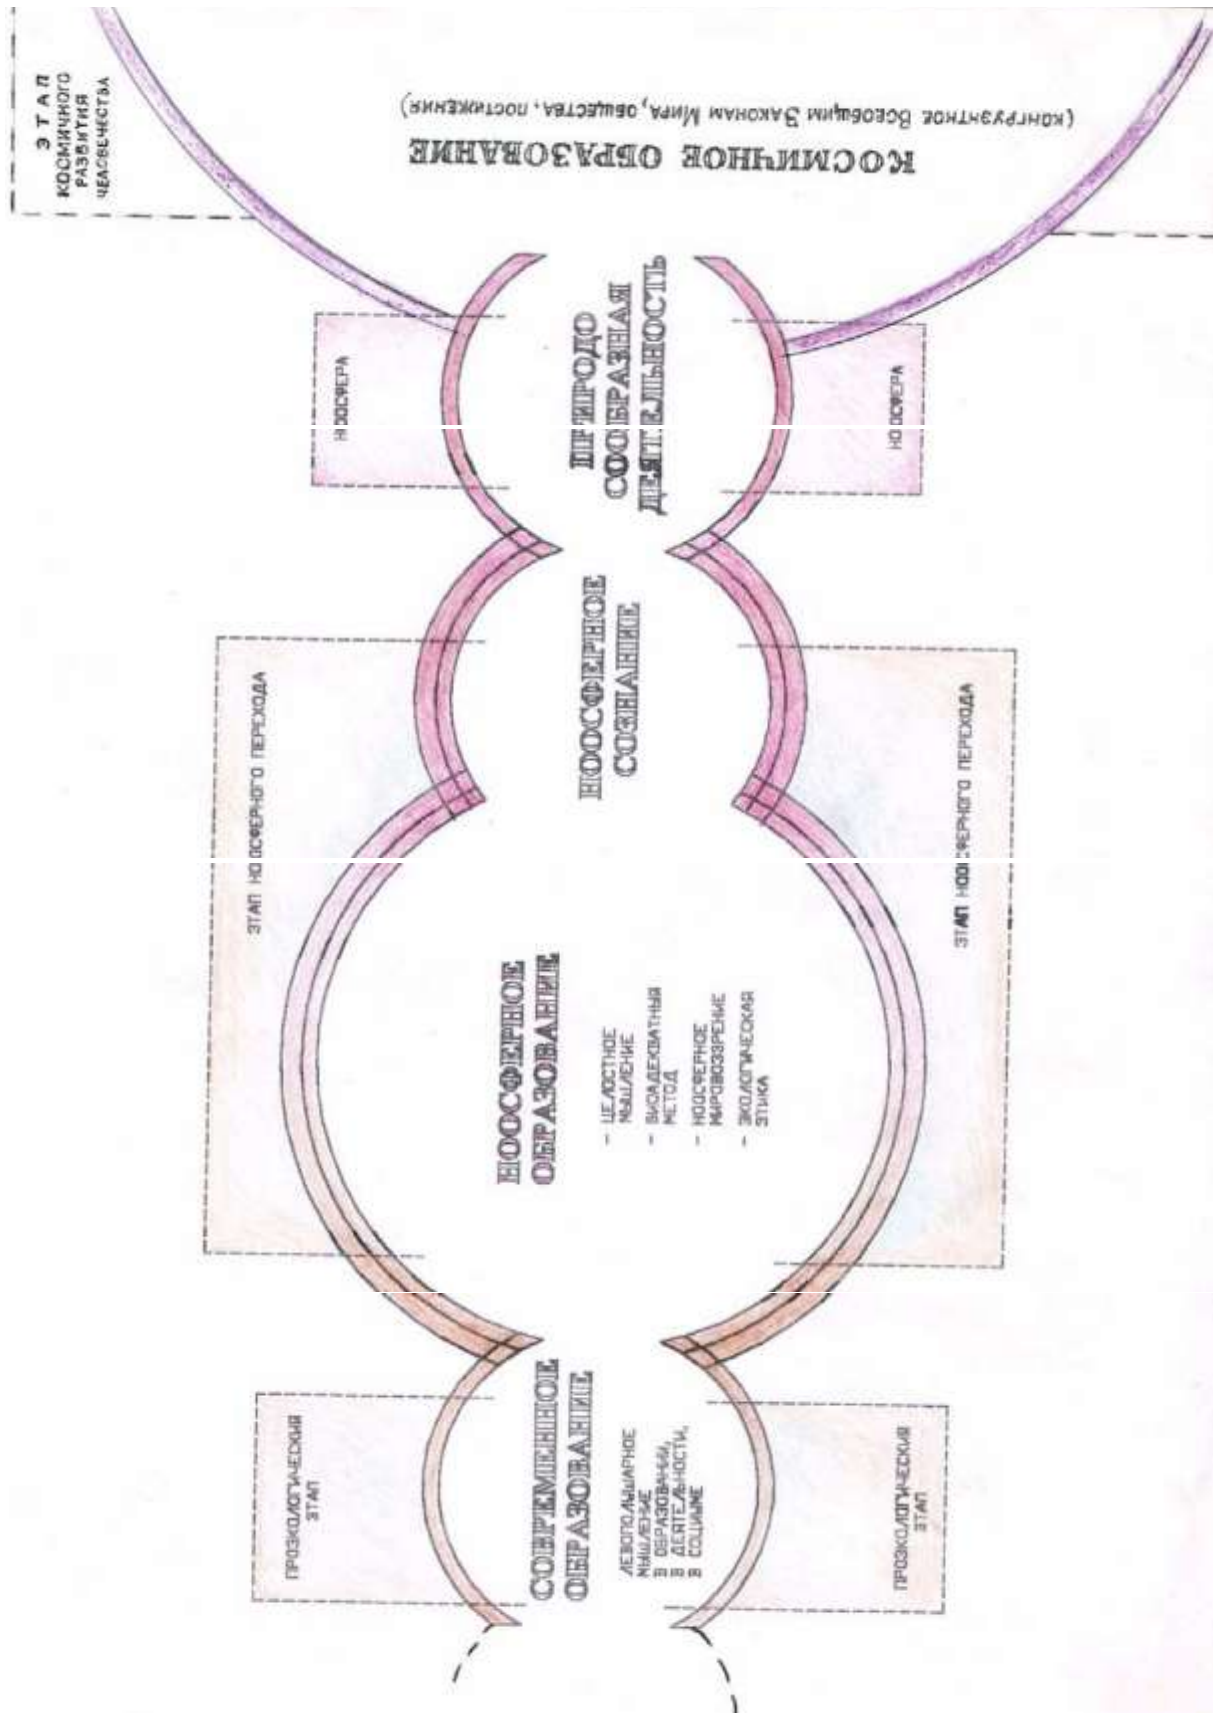 ЭТАП
КОСМИЧНОГО
РАЗВИТИЯ
ЧЕЛОВЕЧЕСТВА
КОСМИЧНОЕ ОБРАЗОВАНИЕ
(КОНГРУЭНТНОЕ ВСЕОБЩИМ ЗАКОНАМ МИРА, ОБЩЕСТВА, ПОСТИЖЕНИЯ)
НООСФЕРА
ПРИРОДО
СООБРАЗНАЯ
ДЕЯТЕЛЬНОСТЬ
НООСФЕРА
ЭТАП НООСФЕРНОГО ПЕРЕХОДА
НООСФЕРНОЕ
СОЗНАНИЕ
ЭТАП НООСФЕРНОГО ПЕРЕХОДА
НООСФЕРНОЕ
ОБРАЗОВАНИЕ
- ЦЕЛОСТНОЕ
МЫШЛЕНИЕ
- БИОАДЕКВАТНЫЙ
МЕТОД
- НООСФЕРНОЕ
МИРОВОЗЗРЕНИЕ
- ЭКОЛОГИЧЕСКАЯ
ЭТИКА
ПРОЭКОЛОГИЧЕСКИЙ
ЭТАП
СОВРЕМЕННОЕ
ОБРАЗОВАНИЕ
ЛЕВОПОЛУШАРНОЕ
МЫШЛЕНИЕ
В ОБРАЗОВАНИИ,
В ДЕЯТЕЛЬНОСТИ,
В СОЦИУМЕ
ПРОЭКОЛОГИЧЕСКИЙ
ЭТАП